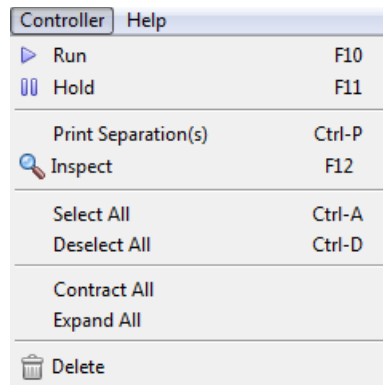 Controller Help
Run F10
Hold F11
Print Separation(s) Ctrl-P
Inspect F12
Select All Ctrl-A
Deselect All Ctrl-D
Contract All
Expand All
Delete